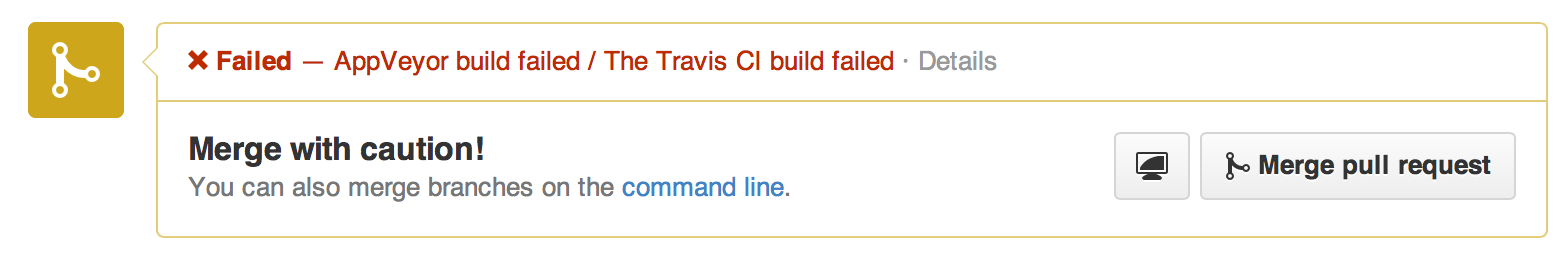 ✖ Failed — AppVeyor build failed / The Travis CI build failed · Details
Merge with caution!
Merge pull request
You can also merge branches on the command line.